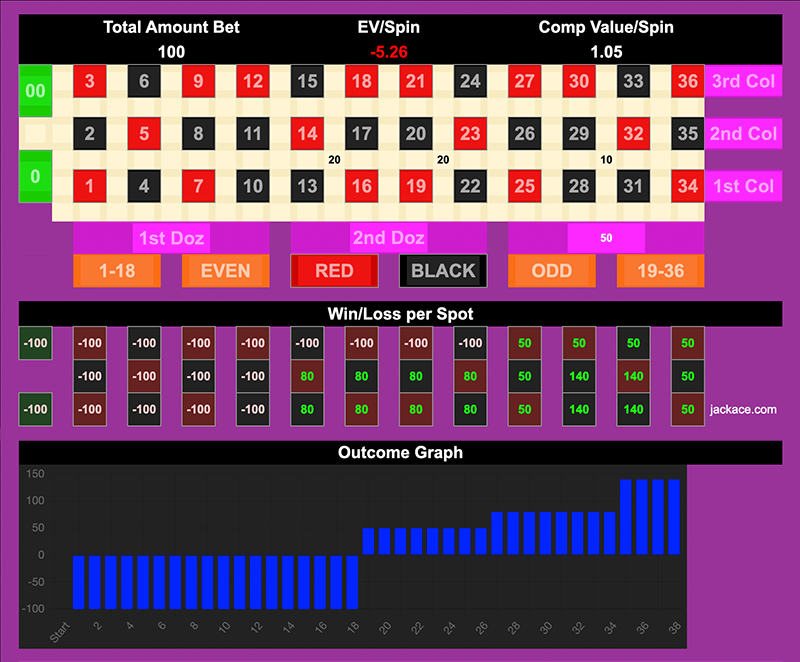 Total Amount Bet EV/Spin Comp Value/Spin
100 -5.26 1.05
00 3 6 9 12 15 18 21 24 27 30 33 36 3rd Col
2 5 8 11 14 17 20 23 26 29 32 35 2nd Col
20 20 10
0 1 4 7 10 13 16 19 22 25 28 31 34 1st Col
1st Doz 2nd Doz 50
1-18 EVEN RED BLACK ODD 19-36
Win/Loss per Spot
-100 -100 -100 -100 -100 -100 -100 -100 -100 50 50 50 50
-100 -100 -100 -100 80 80 80 80 50 140 140 50
-100 -100 -100 -100 -100 80 80 80 80 50 140 140 50 jackace.com
Outcome Graph
150
100
50
0
-50
-100
Start 2 4 6 8 10 12 14 16 18 20 22 24 26 28 30 32 34 36 38